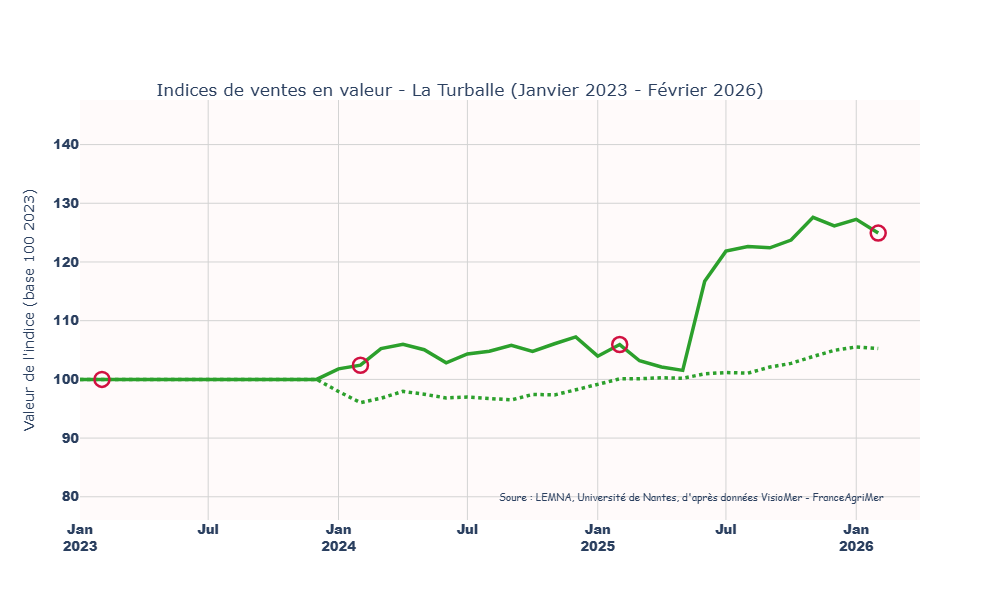 Indices de ventes en valeur - La Turballe (Janvier 2023 - Février 2026)
Valeur de l'indice (base 100 2023)
140
130
120
110
100
90
80
Soure : LEMNA, Université de Nantes, d'après données VisioMer - FranceAgriMer
Jan Jul Jan Jul Jan Jul Jan
2023 2024 2025 2026